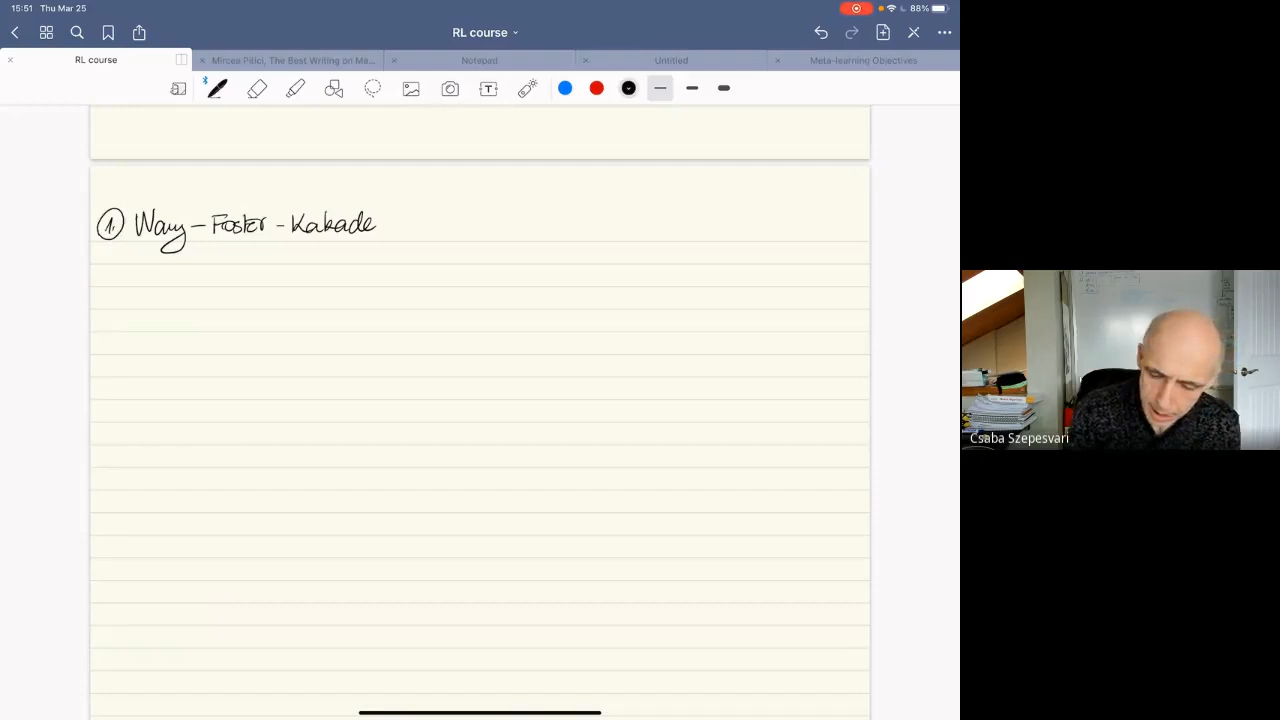 15:51 Thu Mar 25
88%
RL course
RL course
Mircea Pitici, The Best Writing on Ma...
Notepad
Untitled
Meta-learning Objectives
① Wang - Foster - Kakade
Csaba Szepesvari